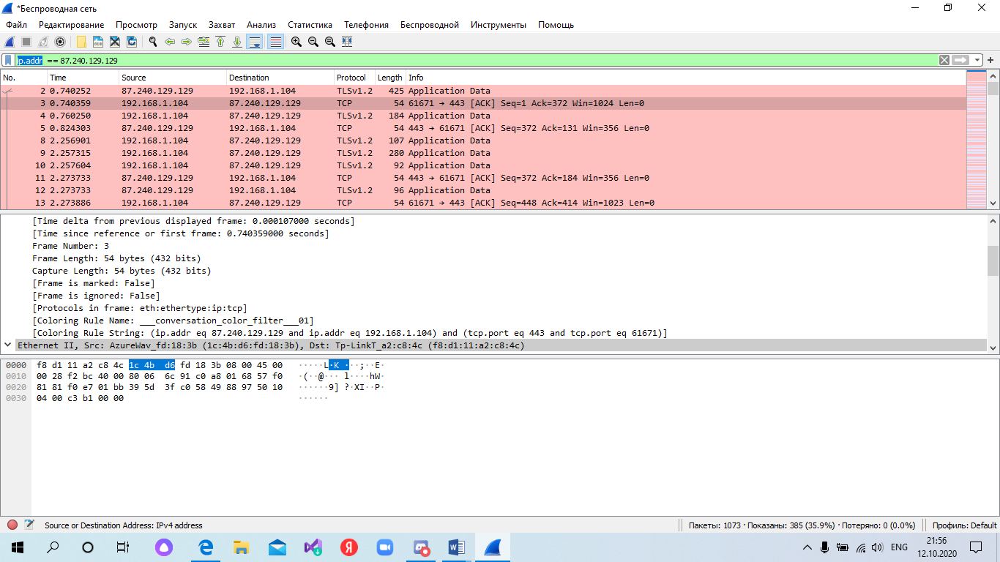 *Беспроводная сеть
Файл Редактирование Просмотр Запуск Захват Анализ Статистика Телефония Беспроводной Инструменты Помощь
ip.addr == 87.240.129.129
No. Time Source Destination Protocol Length Info
2 0.740252 87.240.129.129 192.168.1.104 TLSv1.2 425 Application Data
3 0.740359 192.168.1.104 87.240.129.129 TCP 54 61671 → 443 [ACK] Seq=1 Ack=372 Win=1024 Len=0
4 0.760250 192.168.1.104 87.240.129.129 TLSv1.2 184 Application Data
5 0.824303 87.240.129.129 192.168.1.104 TCP 54 443 → 61671 [ACK] Seq=372 Ack=131 Win=356 Len=0
8 2.256901 192.168.1.104 87.240.129.129 TLSv1.2 107 Application Data
9 2.257315 192.168.1.104 87.240.129.129 TLSv1.2 280 Application Data
10 2.257604 192.168.1.104 87.240.129.129 TLSv1.2 92 Application Data
11 2.273733 87.240.129.129 192.168.1.104 TCP 54 443 → 61671 [ACK] Seq=372 Ack=184 Win=356 Len=0
12 2.273733 87.240.129.129 192.168.1.104 TLSv1.2 96 Application Data
13 2.273886 192.168.1.104 87.240.129.129 TCP 54 61671 → 443 [ACK] Seq=448 Ack=414 Win=1023 Len=0
[Time delta from previous displayed frame: 0.000107000 seconds]
[Time since reference or first frame: 0.740359000 seconds]
Frame Number: 3
Frame Length: 54 bytes (432 bits)
Capture Length: 54 bytes (432 bits)
[Frame is marked: False]
[Frame is ignored: False]
[Protocols in frame: eth:ethertype:ip:tcp]
[Coloring Rule Name: ___conversation_color_filter___01]
[Coloring Rule String: (ip.addr eq 87.240.129.129 and ip.addr eq 192.168.1.104) and (tcp.port eq 443 and tcp.port eq 61671)]
Ethernet II, Src: AzureWav_fd:18:3b (1c:4b:d6:fd:18:3b), Dst: Tp-LinkT_a2:c8:4c (f8:d1:11:a2:c8:4c)
0000 f8 d1 11 a2 c8 4c 1c 4b d6 fd 18 3b 08 00 45 00 ·····L·K ···;··E·
0010 00 28 f2 bc 40 00 80 06 6c 91 c0 a8 01 68 57 f0 ·(··@··· l····hW·
0020 81 81 f0 e7 01 bb 39 5d 3f c0 58 49 88 97 50 10 ······9] ?·XI··P·
0030 04 00 c3 b1 00 00 ······
Source or Destination Address: IPv4 address Пакеты: 1073 · Показаны: 385 (35.9%) · Потеряно: 0 (0.0%) Профиль: Default
ENG 21:56
12.10.2020